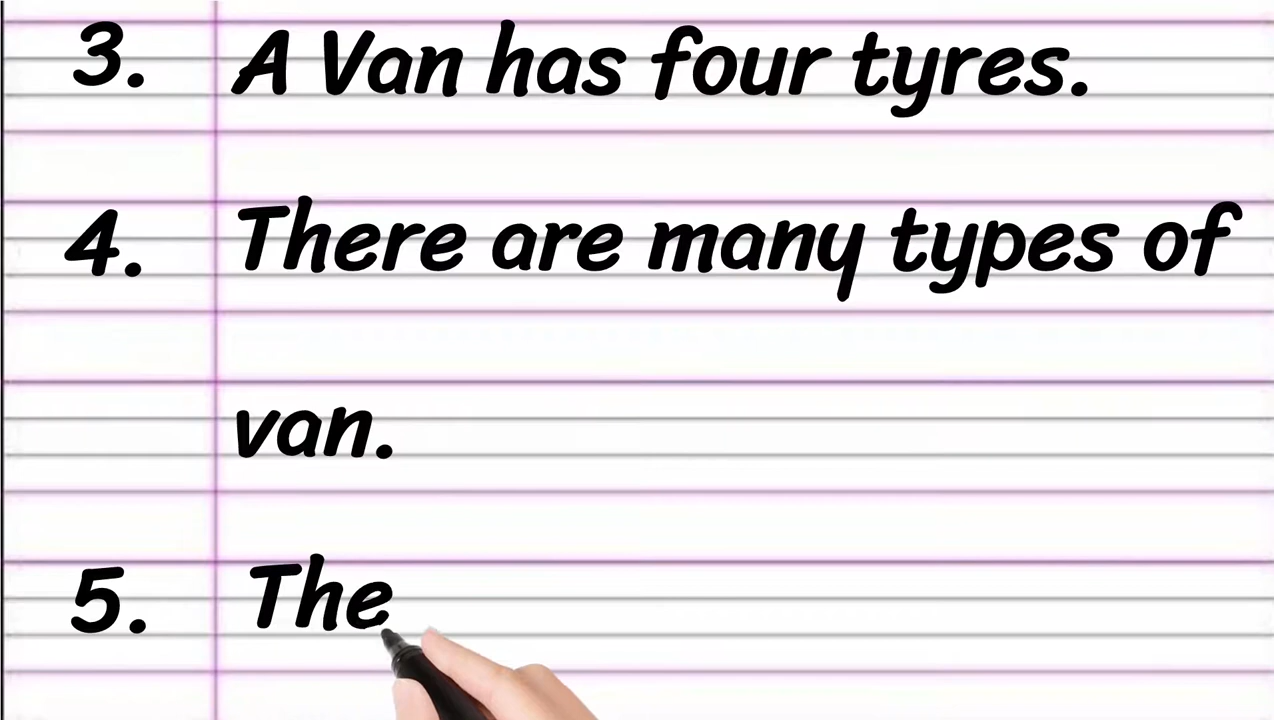 3. A Van has four tyres.
4. There are many types of
van.
5. The